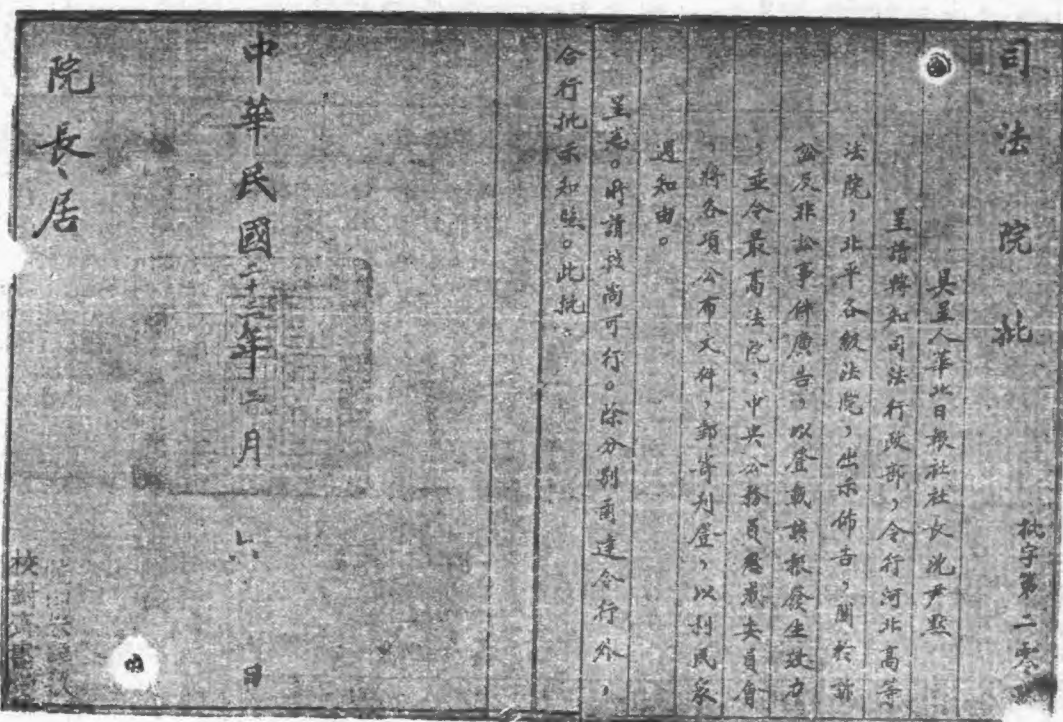 司法院批
批字第二零
具呈人華北日報社社長沈尹默
呈請轉知司法行政部，令行河北高等
法院，北平各級法院，出示佈告，關於訴
訟及非訟事件廣告，以登載該報發生效力
，並令最高法院，中央公務員懲戒委員會
，將各項公布文件，郵寄刊登，以利民眾
週知由。
呈悉。所請核尚可行。除分別函達令行外，
合行批示知照。此批。
中華民國二十二年二月六日
院長居
校對